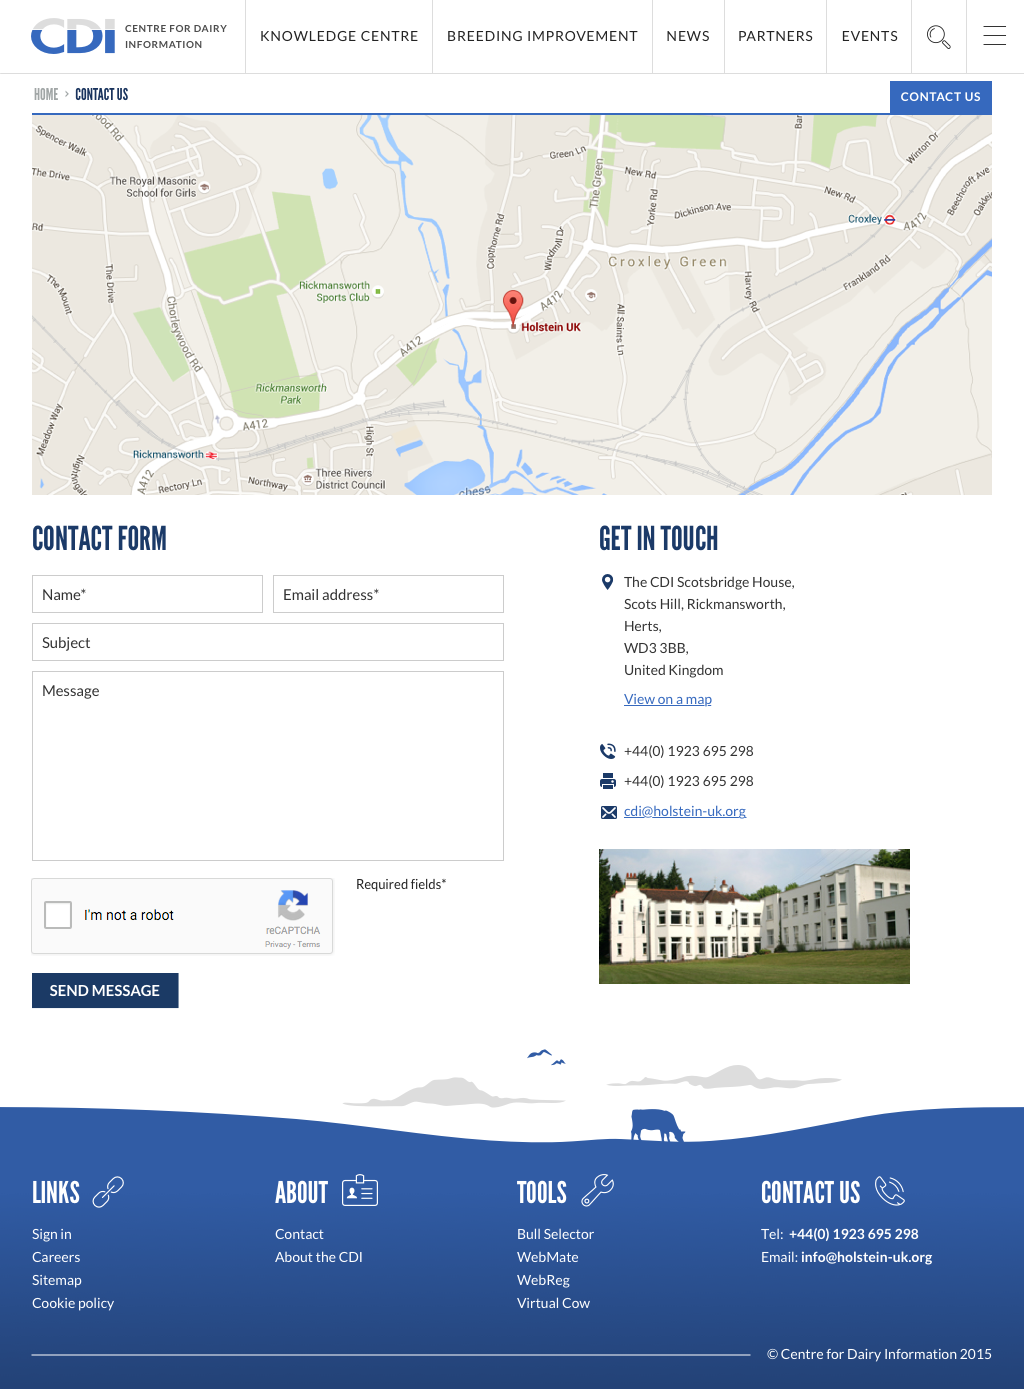 CDI
CENTRE FOR DAIRY
INFORMATION
KNOWLEDGE CENTRE
BREEDING IMPROVEMENT
NEWS
PARTNERS
EVENTS
HOME › CONTACT US
CONTACT US
Spencer Walk
The Drive
Rd
The Royal Masonic
School for Girls
The Drive
The Mount
Chorleywood Rd
Rickmansworth
Sports Club
Rickmansworth
Park
Meadow Way
Rickmansworth
A412
A412
A412
A412
A412
Rectory Ln
Northway
High St
Three Rivers
District Council
Copthorne Rd
Windmill Dr
Green Ln
The Green
New Rd
Yorke Rd
Dickinson Ave
New Rd
Winton Dr
Beechcroft Ave
Croxley
Croxley Green
Harvey Rd
Frankland Rd
All Saints Ln
Holstein UK
CONTACT FORM
Name*
Email address*
Subject
Message
I'm not a robot
reCAPTCHA
Privacy - Terms
Required fields*
SEND MESSAGE
GET IN TOUCH
The CDI Scotsbridge House,
Scots Hill, Rickmansworth,
Herts,
WD3 3BB,
United Kingdom
View on a map
+44(0) 1923 695 298
+44(0) 1923 695 298
cdi@holstein-uk.org
LINKS
Sign in
Careers
Sitemap
Cookie policy
ABOUT
Contact
About the CDI
TOOLS
Bull Selector
WebMate
WebReg
Virtual Cow
CONTACT US
Tel: +44(0) 1923 695 298
Email: info@holstein-uk.org
© Centre for Dairy Information 2015